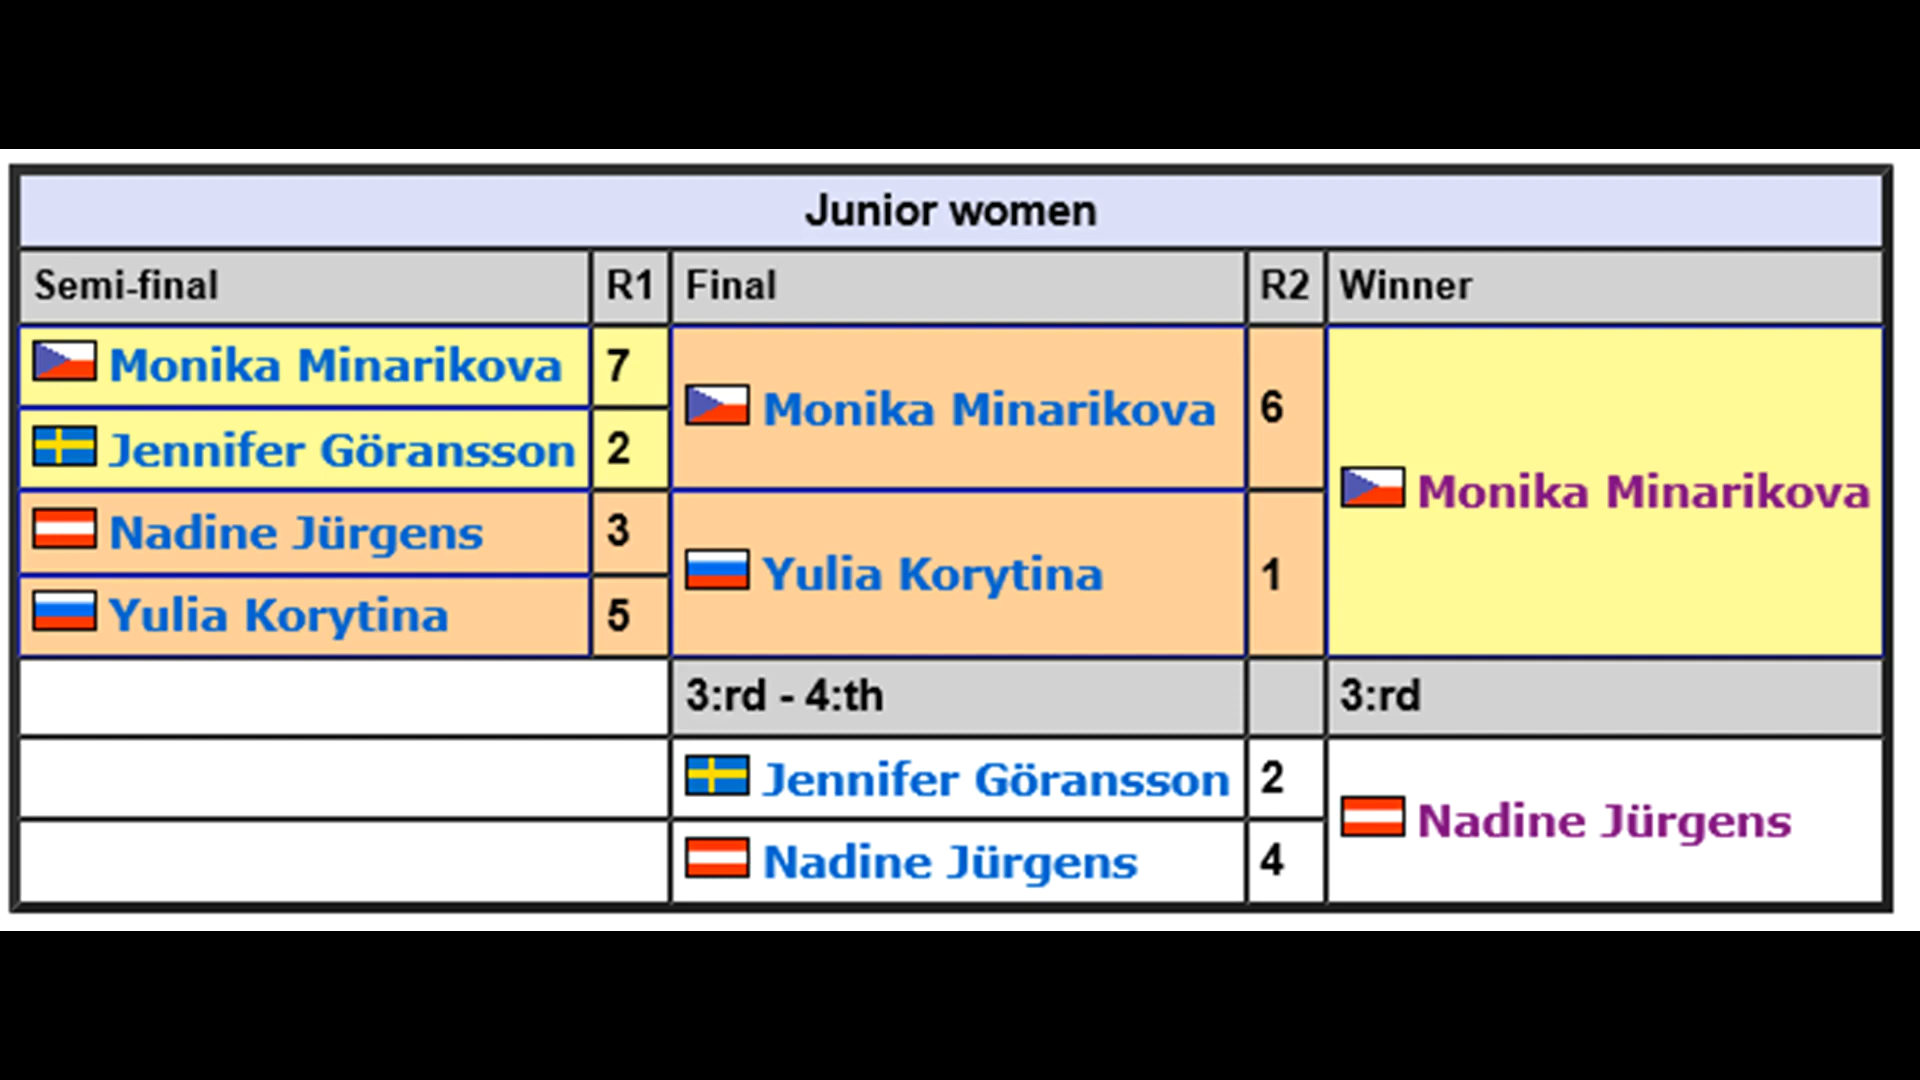 Junior women
Semi-final R1 Final R2 Winner
Monika Minarikova 7
Jennifer Göransson 2
Monika Minarikova 6
Nadine Jürgens 3
Yulia Korytina 5
Yulia Korytina 1
Monika Minarikova
3:rd - 4:th 3:rd
Jennifer Göransson 2
Nadine Jürgens 4
Nadine Jürgens